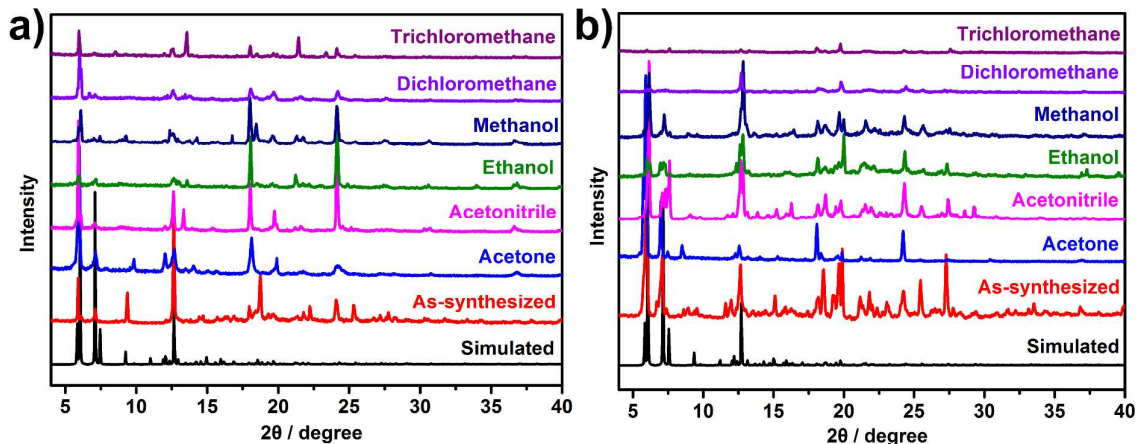 a)
Trichloromethane
Dichloromethane
Methanol
Ethanol
Acetonitrile
Acetone
As-synthesized
Simulated
Intensity
5 10 15 20 25 30 35 40
2θ / degree
b)
Trichloromethane
Dichloromethane
Methanol
Ethanol
Acetonitrile
Acetone
As-synthesized
Simulated
Intensity
5 10 15 20 25 30 35 40
2θ / degree